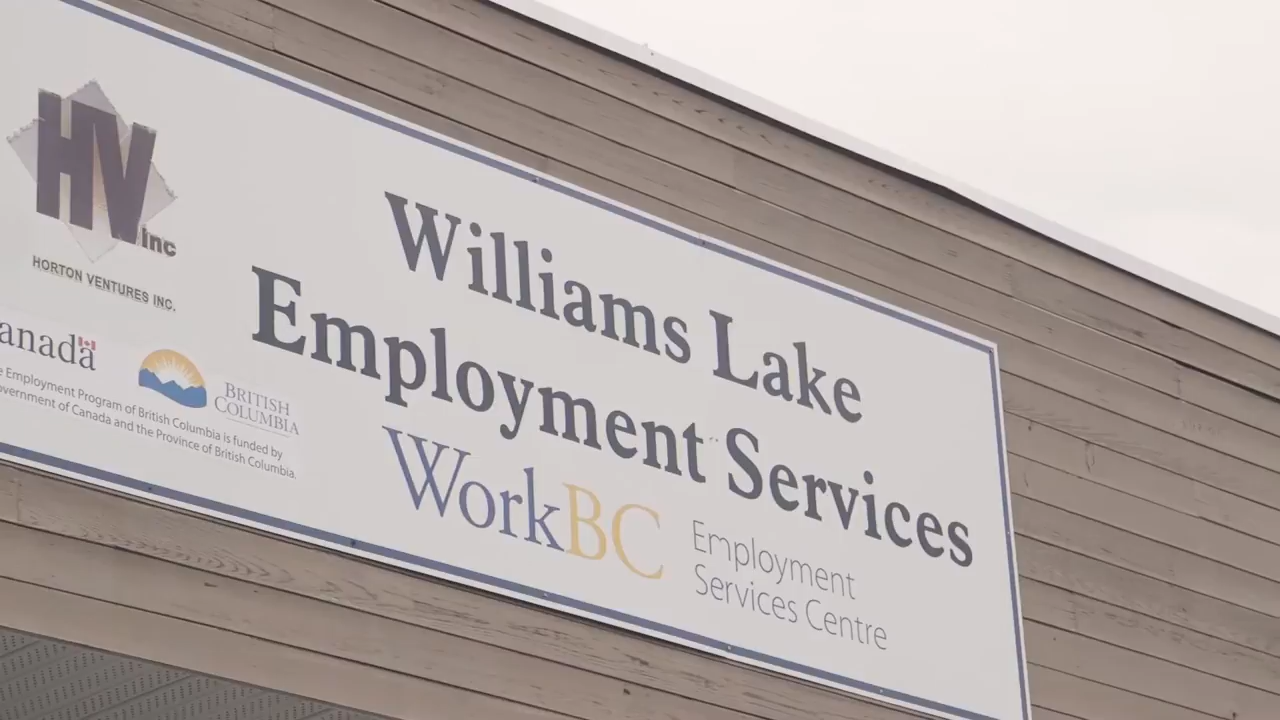 HV inc
HORTON VENTURES INC.
Williams Lake
Employment Services
WorkBC
Employment
Services Centre
anadä
BRITISH
COLUMBIA
e Employment Program of British Columbia is funded by
overnment of Canada and the Province of British Columbia.